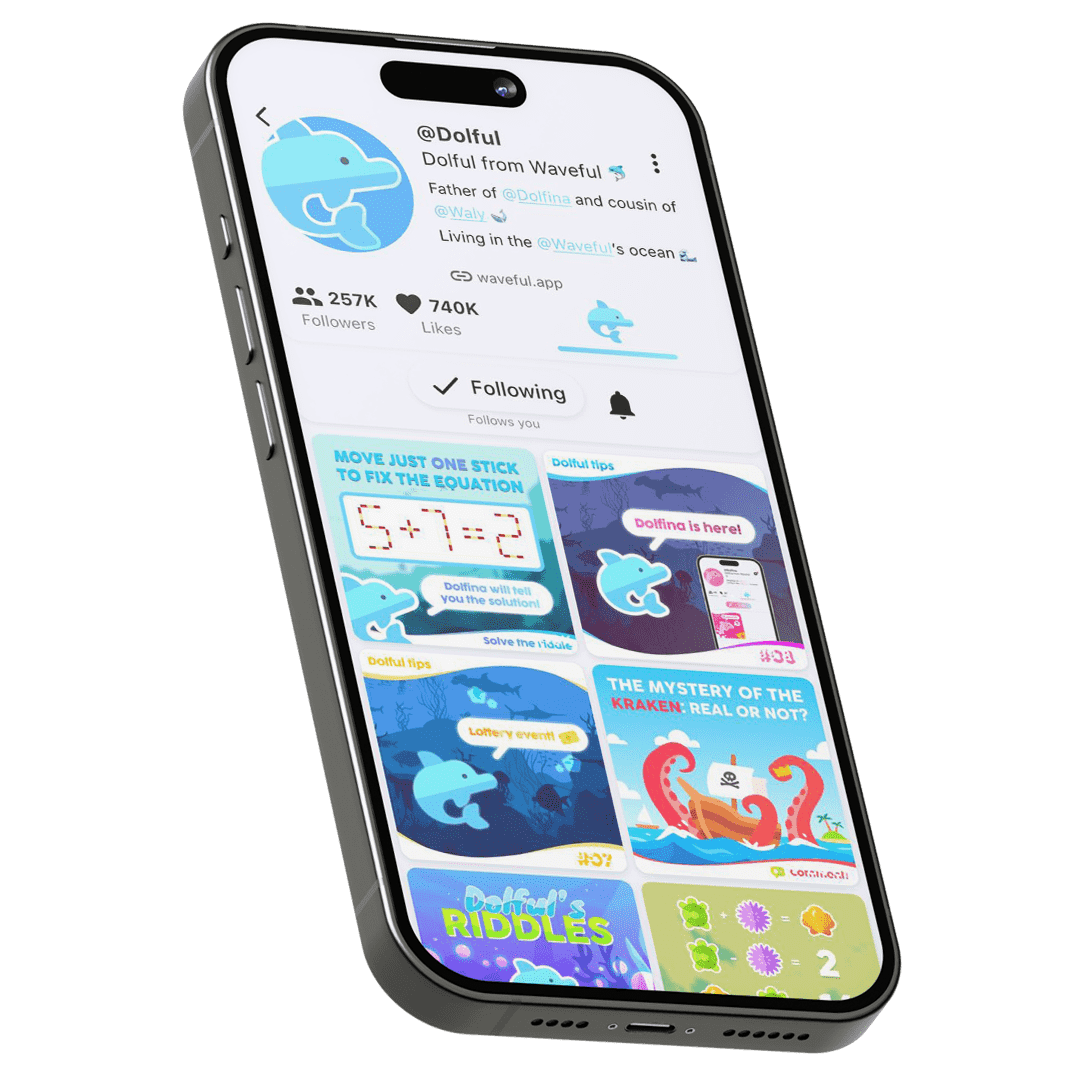 @Dolful
Dolful from Waveful
Father of @Dolfina and cousin of
@Waly
Living in the @Waveful's ocean
waveful.app
257K
740K
Followers
Likes
Following
Follows you
MOVE JUST ONE STICK
TO FIX THE EQUATION
5+7=2
Dolfina will tell
you the solution!
Solve the riddle
Dolful tips
Dolfina is here!
#08
Dolful tips
Lottery event!
#07
THE MYSTERY OF THE
KRAKEN: REAL OR NOT?
comment!
Dolful's
RIDDLES
+ =
- = 2